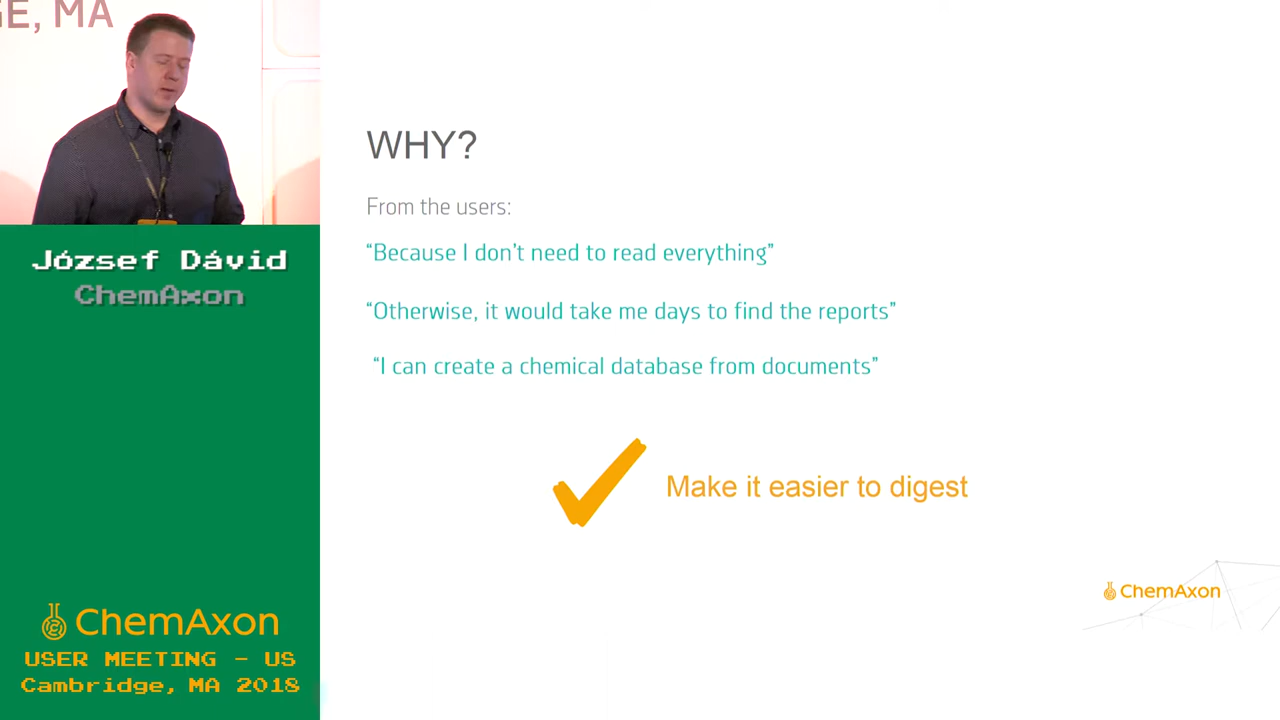 GE, MA
József Dávid
ChemAxon
WHY?
From the users:
“Because I don’t need to read everything”
“Otherwise, it would take me days to find the reports”
“I can create a chemical database from documents”
Make it easier to digest
ChemAxon
ChemAxon
USER MEETING - US
Cambridge, MA 2018